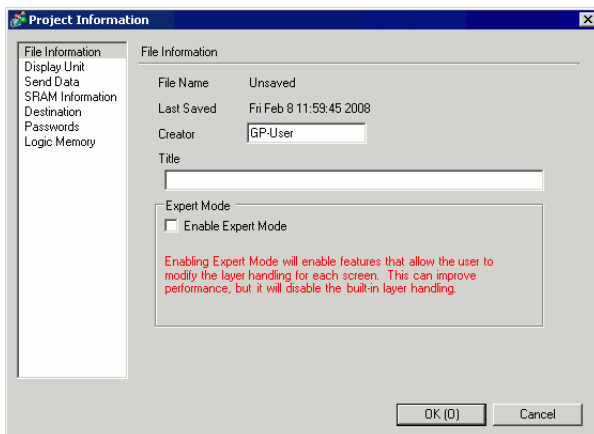 Project Information
File Information
Display Unit
Send Data
SRAM Information
Destination
Passwords
Logic Memory
File Information
File Name Unsaved
Last Saved Fri Feb 8 11:59:45 2008
Creator GP-User
Title
Expert Mode
Enable Expert Mode
Enabling Expert Mode will enable features that allow the user to
modify the layer handling for each screen. This can improve
performance, but it will disable the built-in layer handling.
OK (O) Cancel